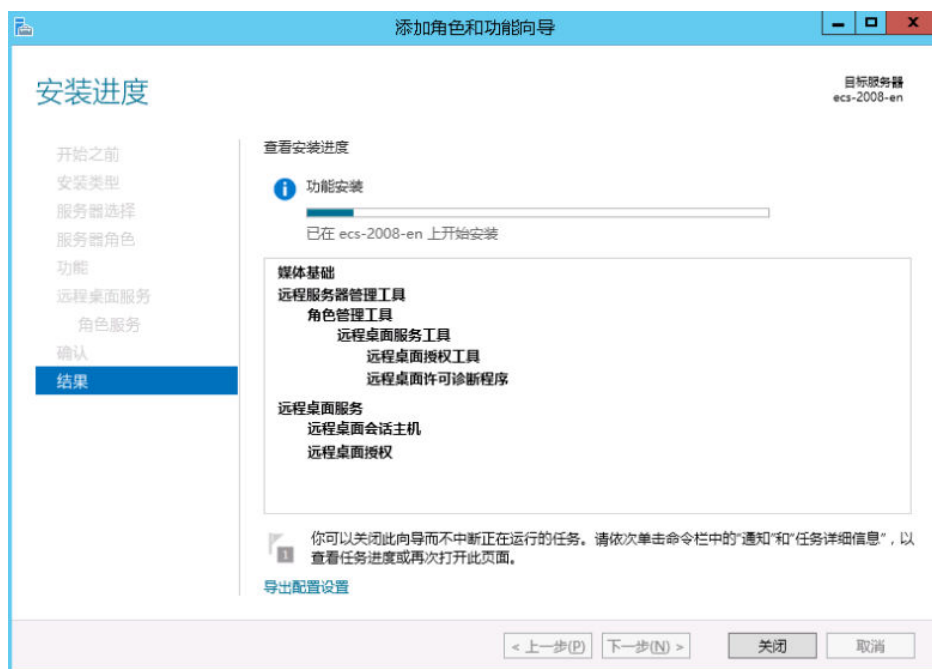 添加角色和功能向导
安装进度
目标服务器
ecs-2008-en
开始之前
安装类型
服务器选择
服务器角色
功能
远程桌面服务
角色服务
确认
结果
查看安装进度
功能安装
已在 ecs-2008-en 上开始安装
媒体基础
远程服务器管理工具
角色管理工具
远程桌面服务工具
远程桌面授权工具
远程桌面许可诊断程序
远程桌面服务
远程桌面会话主机
远程桌面授权
1
你可以关闭此向导而不中断正在运行的任务。请依次单击命令栏中的"通知"和"任务详细信息"，以
查看任务进度或再次打开此页面。
导出配置设置
< 上一步(P)
下一步(N) >
关闭
取消